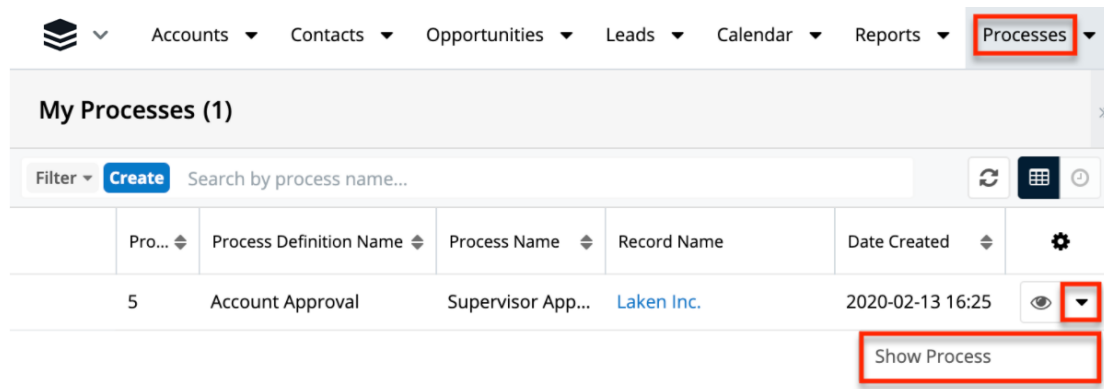 Accounts Contacts Opportunities Leads Calendar Reports Processes
My Processes (1)
Filter Create Search by process name...
Pro... Process Definition Name Process Name Record Name Date Created
5 Account Approval Supervisor App... Laken Inc. 2020-02-13 16:25
Show Process